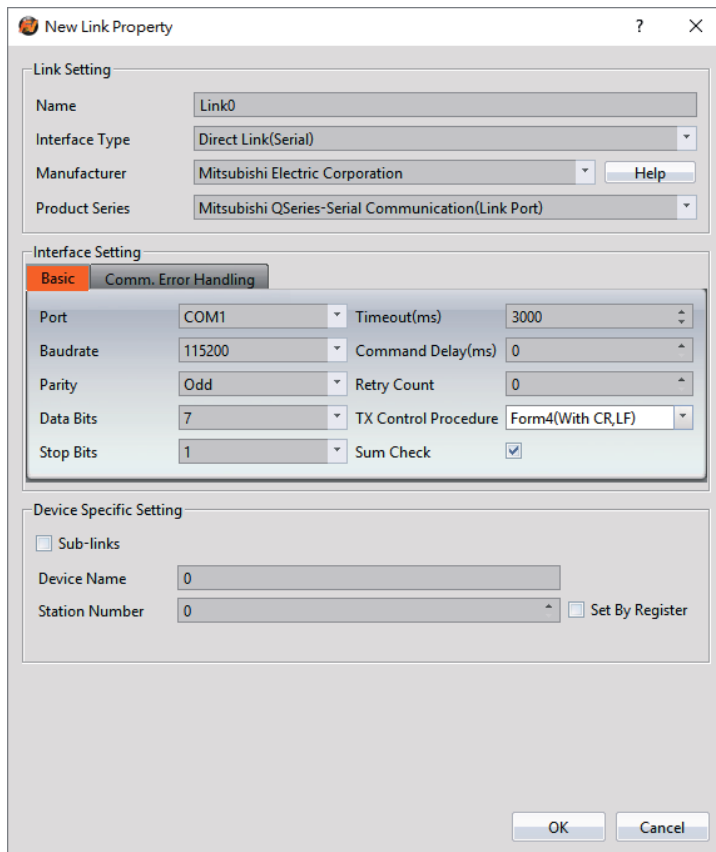 New Link Property
Link Setting
Name Link0
Interface Type Direct Link(Serial)
Manufacturer Mitsubishi Electric Corporation Help
Product Series Mitsubishi QSeries-Serial Communication(Link Port)
Interface Setting
Basic Comm. Error Handling
Port COM1 Timeout(ms) 3000
Baudrate 115200 Command Delay(ms) 0
Parity Odd Retry Count 0
Data Bits 7 TX Control Procedure Form4(With CR,LF)
Stop Bits 1 Sum Check
Device Specific Setting
Sub-links
Device Name 0
Station Number 0 Set By Register
OK Cancel